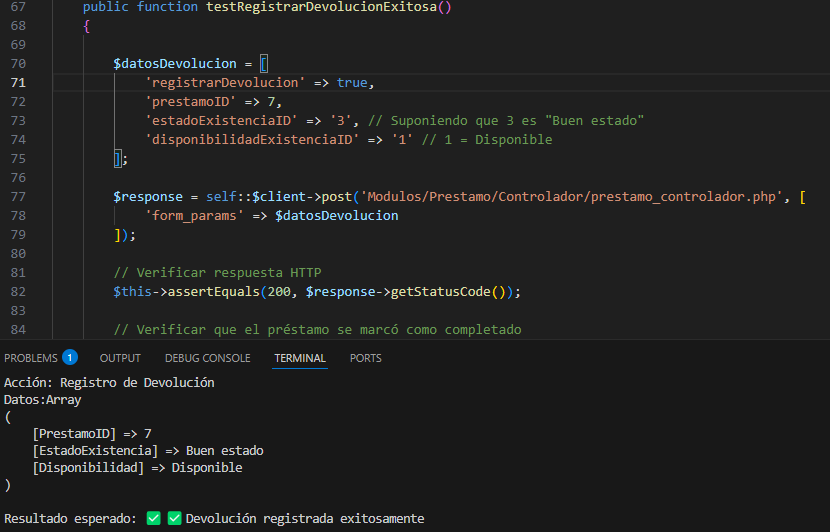 67 public function testRegistrarDevolucionExitosa()
68 {
69
70 $datosDevolucion = [
71 'registrarDevolucion' => true,
72 'prestamoID' => 7,
73 'estadoExistenciaID' => '3', // Suponiendo que 3 es "Buen estado"
74 'disponibilidadExistenciaID' => '1' // 1 = Disponible
75 ];
76
77 $response = self::$client->post('Modulos/Prestamo/Controlador/prestamo_controlador.php', [
78 'form_params' => $datosDevolucion
79 ]);
80
81 // Verificar respuesta HTTP
82 $this->assertEquals(200, $response->getStatusCode());
83
84 // Verificar que el préstamo se marcó como completado
PROBLEMS 1 OUTPUT DEBUG CONSOLE TERMINAL PORTS
Acción: Registro de Devolución
Datos:Array
(
[PrestamoID] => 7
[EstadoExistencia] => Buen estado
[Disponibilidad] => Disponible
)
Resultado esperado: ✅ ✅ Devolución registrada exitosamente